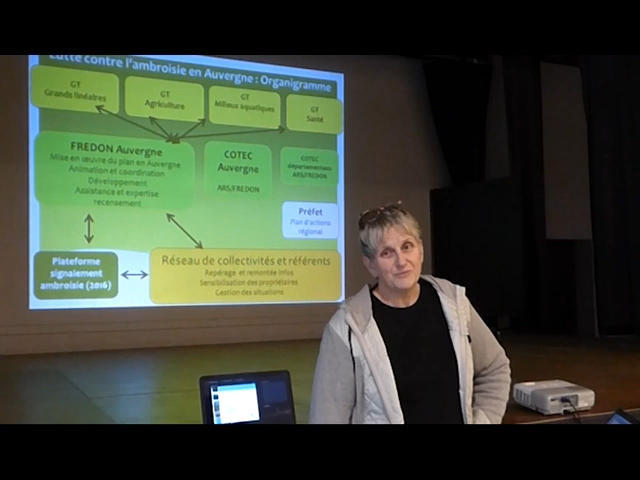 Lutte contre l'ambroisie en Auvergne : Organigramme
GT
Grands linéaires
GT
Agriculture
GT
Milieux aquatiques
GT
Santé
FREDON Auvergne
Mise en œuvre du plan en Auvergne
Animation et coordination
Développement
Assistance et expertise
recensement
COTEC
Auvergne
ARS/FREDON
COTEC
départementaux
ARS/FREDON
Préfet
Plan d'actions
régional
Plateforme
signalement
ambroisie (2016)
Réseau de collectivités et référents
Repérage et remontée infos
Sensibilisation des propriétaires
Gestion des situations